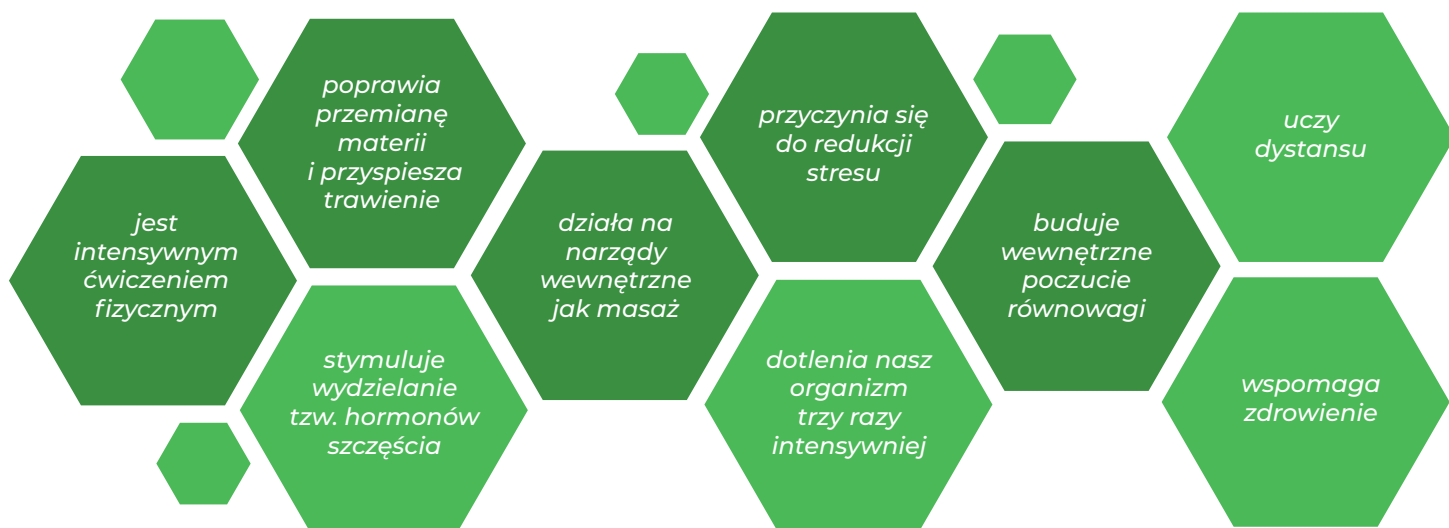 jest
intensywnym
ćwiczeniem
fizycznym
poprawia
przemianę
materii
i przyspiesza
trawienie
stymuluje
wydzielanie
tzw. hormonów
szczęścia
działa na
narządy
wewnętrzne
jak masaż
przyczynia się
do redukcji
stresu
dotlenia nasz
organizm
trzy razy
intensywniej
buduje
wewnętrzne
poczucie
równowagi
uczy
dystansu
wspomaga
zdrowienie